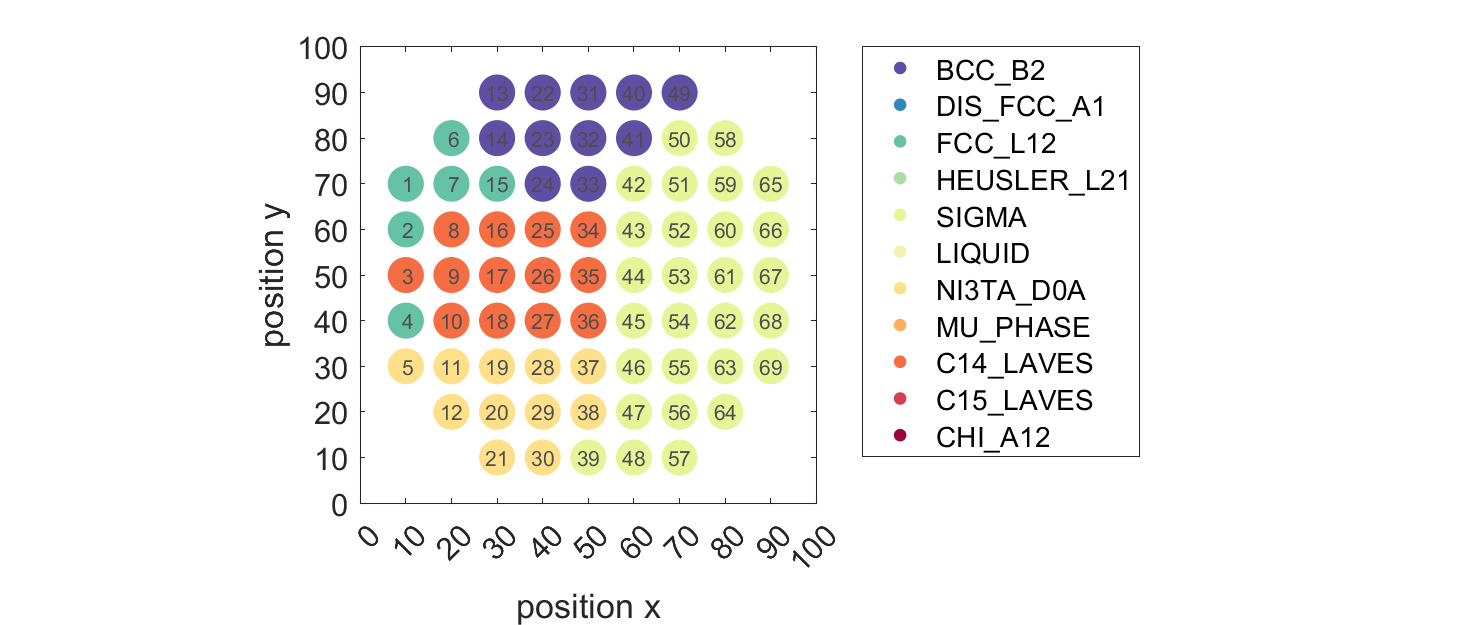 100
90
80
70
60
50
40
30
20
10
0
position y
13 22 31 40 49
6 14 23 32 41 50 58
1 7 15 24 33 42 51 59 65
2 8 16 25 34 43 52 60 66
3 9 17 26 35 44 53 61 67
4 10 18 27 36 45 54 62 68
5 11 19 28 37 46 55 63 69
12 20 29 38 47 56 64
21 30 39 48 57
0 10 20 30 40 50 60 70 80 90 100
position x
BCC_B2
DIS_FCC_A1
FCC_L12
HEUSLER_L21
SIGMA
LIQUID
NI3TA_D0A
MU_PHASE
C14_LAVES
C15_LAVES
CHI_A12